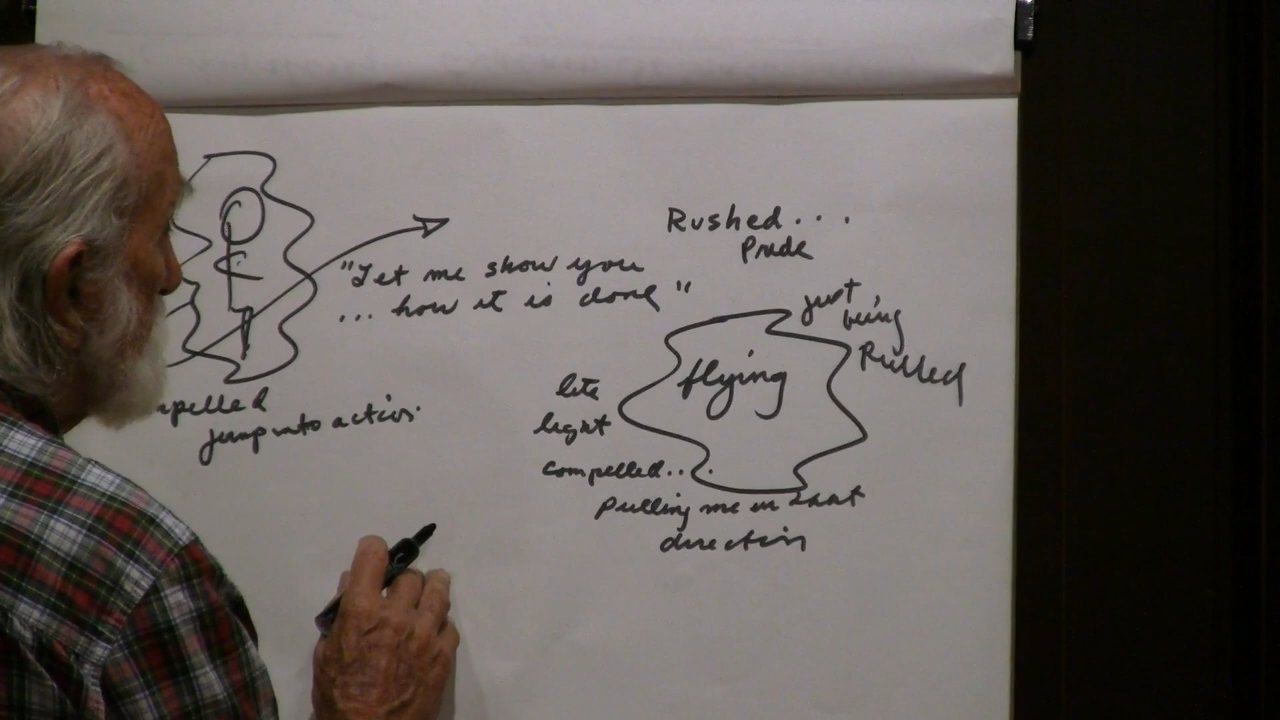 "Let me show you
... how it is done"
mpelled
jump into action
Rushed...
Pride
just
being
Pulled
flying
lite
light
compelled...
pulling me in that
direction